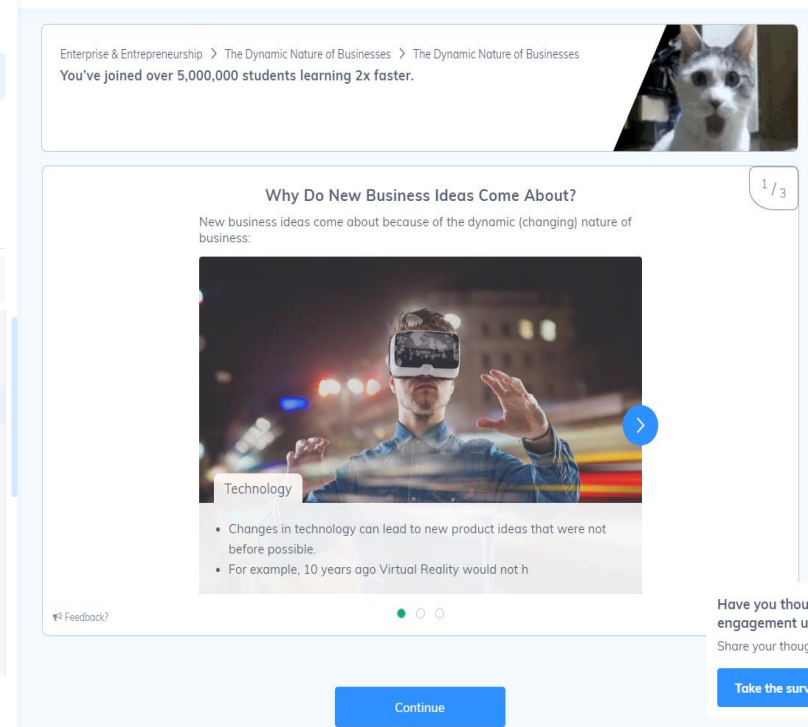 Enterprise & Entrepreneurship > The Dynamic Nature of Businesses > The Dynamic Nature of Businesses
You've joined over 5,000,000 students learning 2x faster.
1/3
Why Do New Business Ideas Come About?
New business ideas come about because of the dynamic (changing) nature of
business:
Technology
• Changes in technology can lead to new product ideas that were not
before possible.
• For example, 10 years ago Virtual Reality would not h
Feedback?
Have you thou
engagement u
Share your thoug
Take the surv
Continue